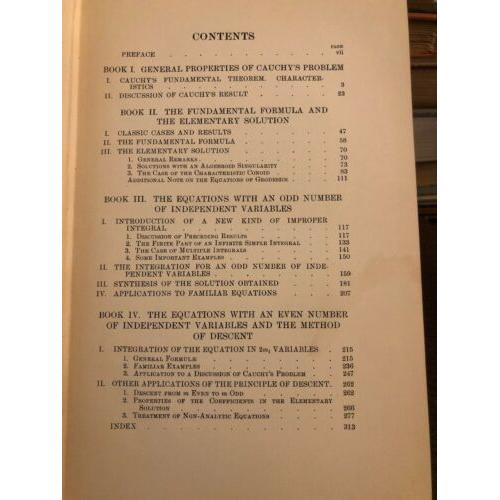 CONTENTS
PAGE
PREFACE . . . . . . . . . vii
BOOK I. GENERAL PROPERTIES OF CAUCHY'S PROBLEM
I. CAUCHY'S FUNDAMENTAL THEOREM. CHARACTER-
ISTICS . . . . . . . . . 3
II. DISCUSSION OF CAUCHY'S RESULT . . . . . 23
BOOK II. THE FUNDAMENTAL FORMULA AND
THE ELEMENTARY SOLUTION
I. CLASSIC CASES AND RESULTS . . . . . 47
II. THE FUNDAMENTAL FORMULA . . . . . 58
III. THE ELEMENTARY SOLUTION . . . . . 70
1. GENERAL REMARKS . . . . . . . 70
2. SOLUTIONS WITH AN ALGEBROID SINGULARITY . . . 73
3. THE CASE OF THE CHARACTERISTIC CONOID . . . 83
ADDITIONAL NOTE ON THE EQUATIONS OF GEODESICS . . 111
BOOK III. THE EQUATIONS WITH AN ODD NUMBER
OF INDEPENDENT VARIABLES
I. INTRODUCTION OF A NEW KIND OF IMPROPER
INTEGRAL . . . . . . . . 117
1. DISCUSSION OF PRECEDING RESULTS . . . . 117
2. THE FINITE PART OF AN INFINITE SIMPLE INTEGRAL . . 133
3. THE CASE OF MULTIPLE INTEGRALS . . . . 141
4. SOME IMPORTANT EXAMPLES . . . . . 150
II. THE INTEGRATION FOR AN ODD NUMBER OF INDE-
PENDENT VARIABLES . . . . . . 159
III. SYNTHESIS OF THE SOLUTION OBTAINED . . . 181
IV. APPLICATIONS TO FAMILIAR EQUATIONS . . . 207
BOOK IV. THE EQUATIONS WITH AN EVEN NUMBER
OF INDEPENDENT VARIABLES AND THE METHOD
OF DESCENT
I. INTEGRATION OF THE EQUATION IN 2m₁ VARIABLES . 215
1. GENERAL FORMULÆ . . . . . . 215
2. FAMILIAR EXAMPLES . . . . . . 236
3. APPLICATION TO A DISCUSSION OF CAUCHY'S PROBLEM . . 247
II. OTHER APPLICATIONS OF THE PRINCIPLE OF DESCENT. 262
1. DESCENT FROM m EVEN TO m ODD . . . . 262
2. PROPERTIES OF THE COEFFICIENTS IN THE ELEMENTARY
SOLUTION . . . . . . . . 266
3. TREATMENT OF NON-ANALYTIC EQUATIONS . . . 277
INDEX . . . . . . . . . 313